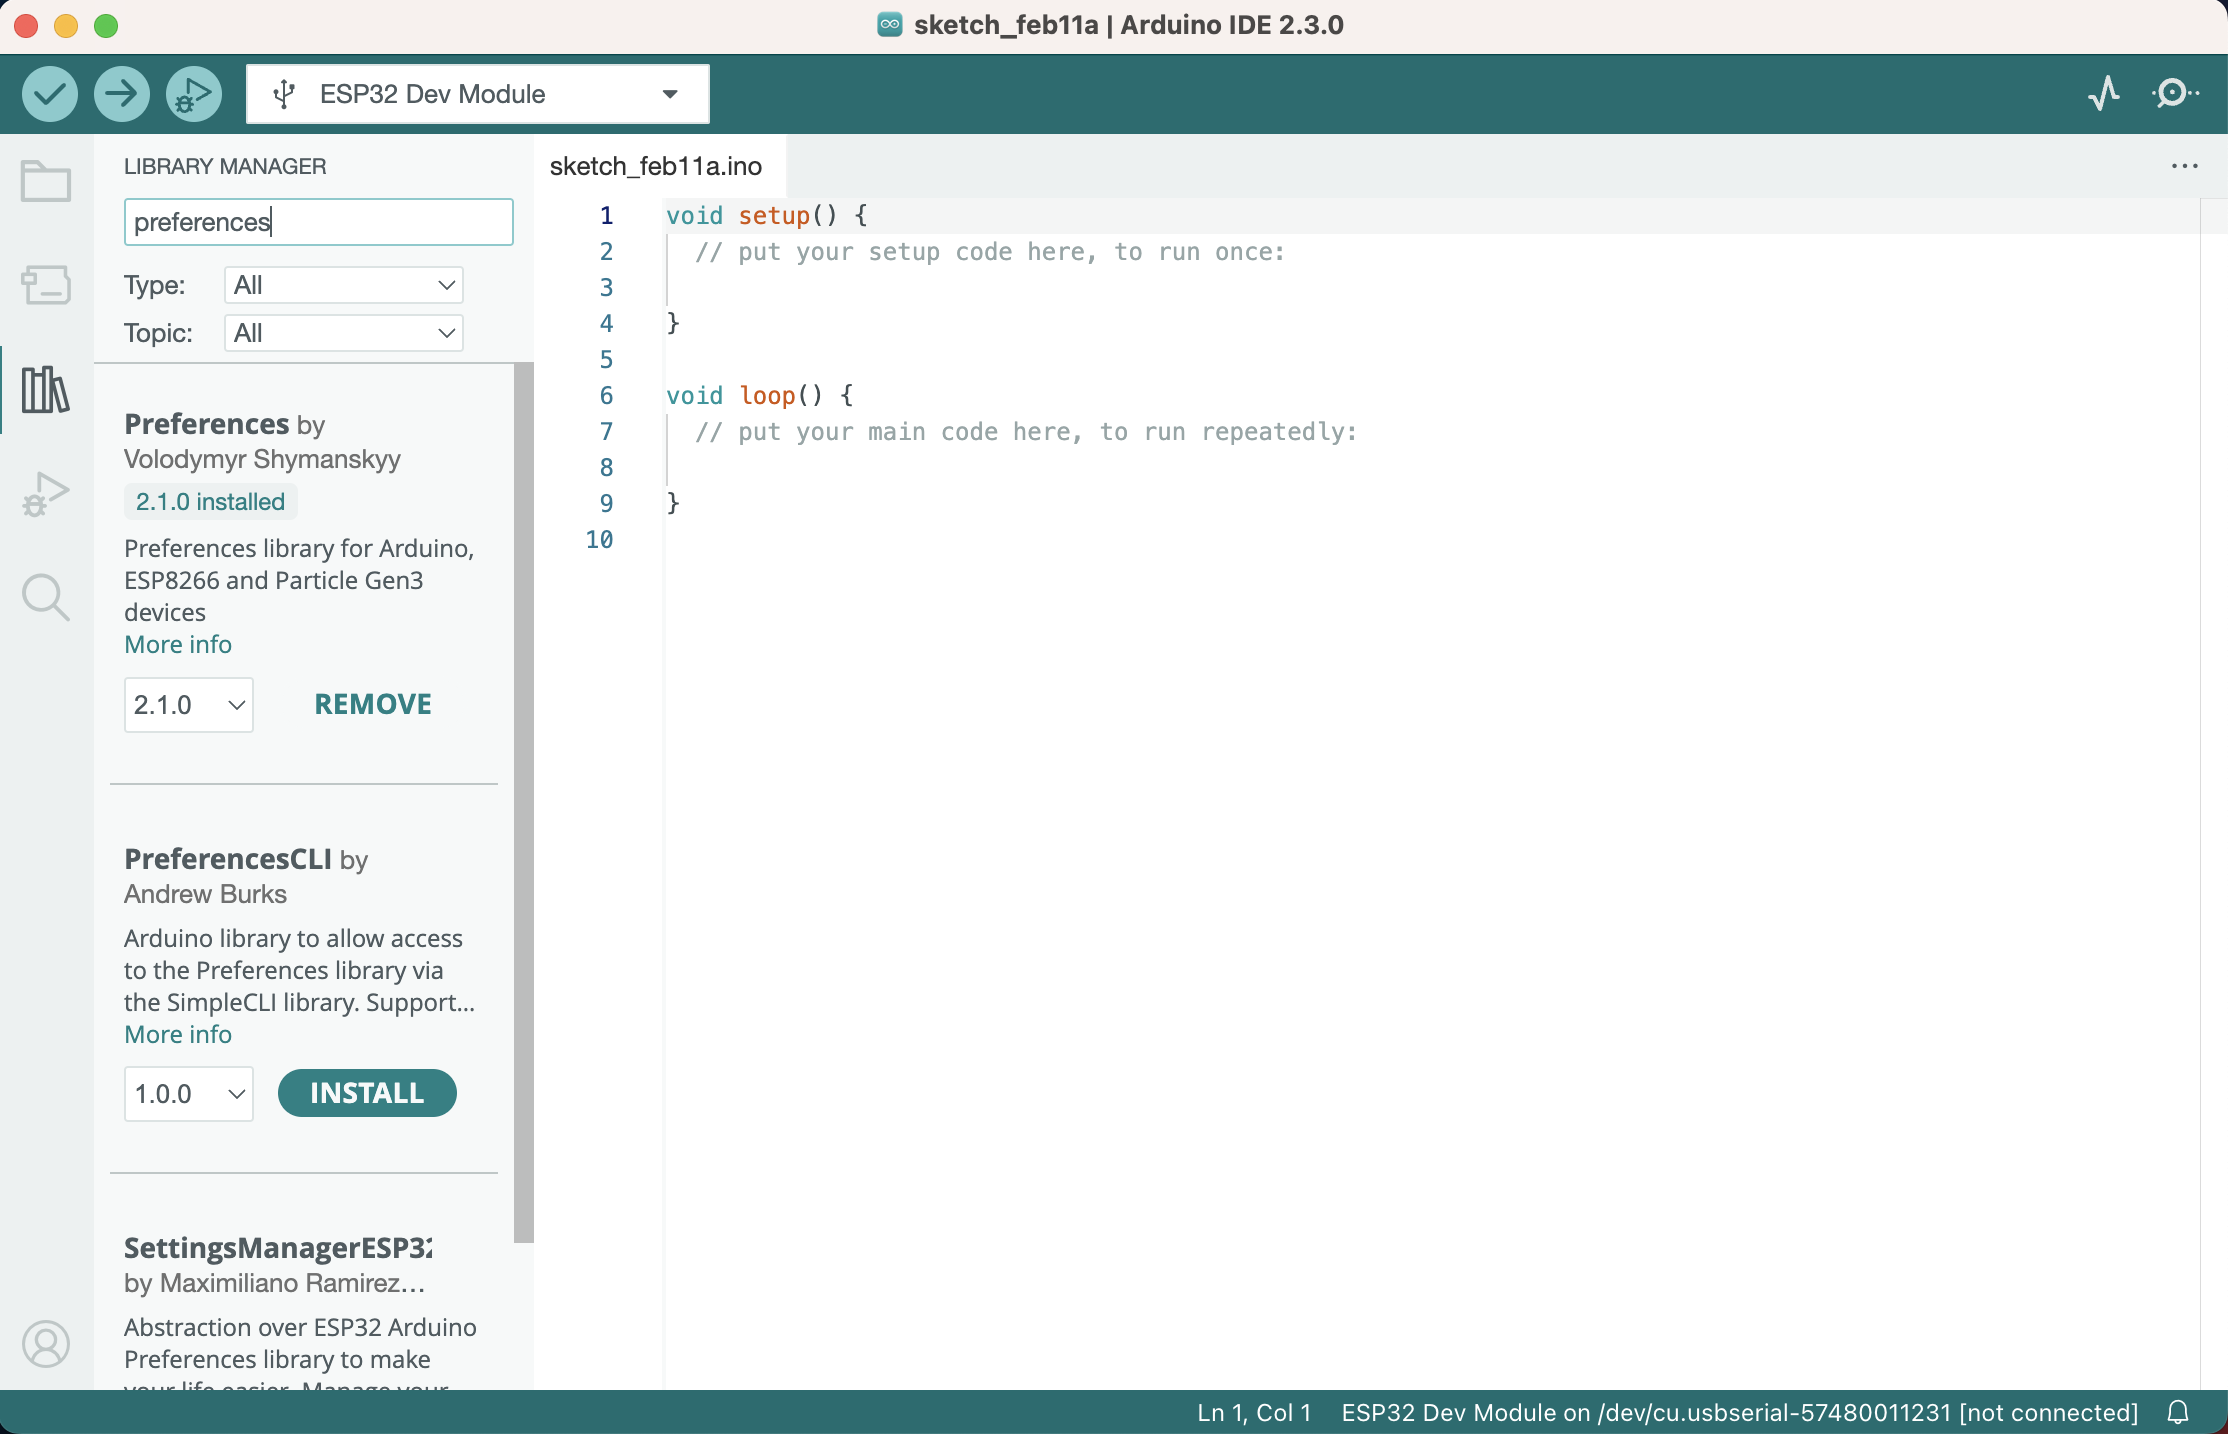 sketch_feb11a | Arduino IDE 2.3.0
ESP32 Dev Module
LIBRARY MANAGER
preferences
Type: All
Topic: All
Preferences by
Volodymyr Shymanskyy
2.1.0 installed
Preferences library for Arduino,
ESP8266 and Particle Gen3
devices
More info
2.1.0 REMOVE
PreferencesCLI by
Andrew Burks
Arduino library to allow access
to the Preferences library via
the SimpleCLI library. Support...
More info
1.0.0 INSTALL
SettingsManagerESP32
by Maximiliano Ramirez...
Abstraction over ESP32 Arduino
Preferences library to make
your life easier. Manage your
sketch_feb11a.ino
1 void setup() {
2 // put your setup code here, to run once:
3
4 }
5
6 void loop() {
7 // put your main code here, to run repeatedly:
8
9 }
10
Ln 1, Col 1 ESP32 Dev Module on /dev/cu.usbserial-57480011231 [not connected]